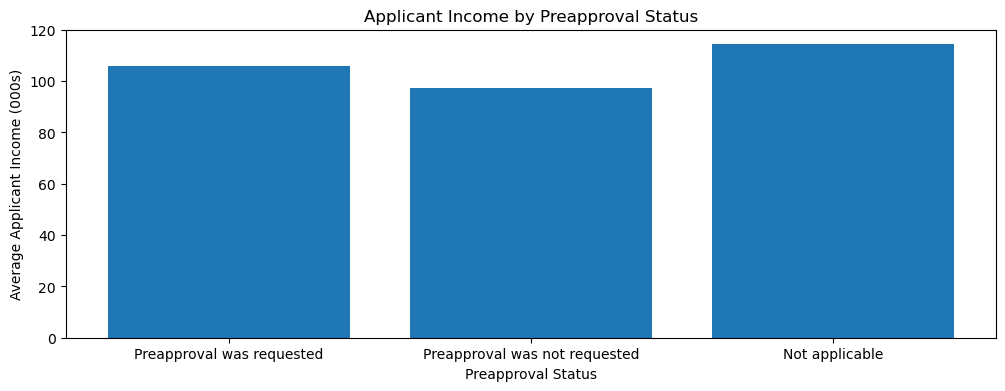 Applicant Income by Preapproval Status
Average Applicant Income (000s)
120
100
80
60
40
20
0
Preapproval was requested
Preapproval was not requested
Not applicable
Preapproval Status